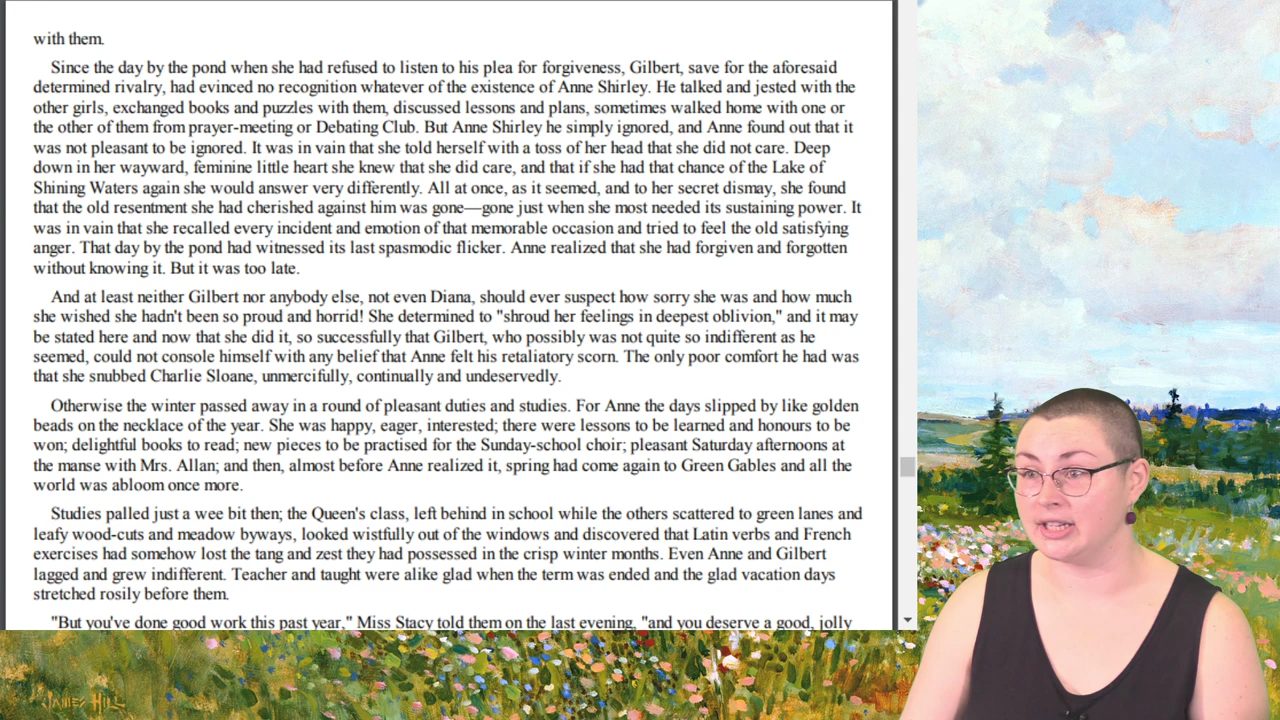 with them.
Since the day by the pond when she had refused to listen to his plea for forgiveness, Gilbert, save for the aforesaid
determined rivalry, had evinced no recognition whatever of the existence of Anne Shirley. He talked and jested with the
other girls, exchanged books and puzzles with them, discussed lessons and plans, sometimes walked home with one or
the other of them from prayer-meeting or Debating Club. But Anne Shirley he simply ignored, and Anne found out that it
was not pleasant to be ignored. It was in vain that she told herself with a toss of her head that she did not care. Deep
down in her wayward, feminine little heart she knew that she did care, and that if she had that chance of the Lake of
Shining Waters again she would answer very differently. All at once, as it seemed, and to her secret dismay, she found
that the old resentment she had cherished against him was gone—gone just when she most needed its sustaining power. It
was in vain that she recalled every incident and emotion of that memorable occasion and tried to feel the old satisfying
anger. That day by the pond had witnessed its last spasmodic flicker. Anne realized that she had forgiven and forgotten
without knowing it. But it was too late.
And at least neither Gilbert nor anybody else, not even Diana, should ever suspect how sorry she was and how much
she wished she hadn't been so proud and horrid! She determined to "shroud her feelings in deepest oblivion," and it may
be stated here and now that she did it, so successfully that Gilbert, who possibly was not quite so indifferent as he
seemed, could not console himself with any belief that Anne felt his retaliatory scorn. The only poor comfort he had was
that she snubbed Charlie Sloane, unmercifully, continually and undeservedly.
Otherwise the winter passed away in a round of pleasant duties and studies. For Anne the days slipped by like golden
beads on the necklace of the year. She was happy, eager, interested; there were lessons to be learned and honours to be
won; delightful books to read; new pieces to be practised for the Sunday-school choir; pleasant Saturday afternoons at
the manse with Mrs. Allan; and then, almost before Anne realized it, spring had come again to Green Gables and all the
world was abloom once more.
Studies palled just a wee bit then; the Queen's class, left behind in school while the others scattered to green lanes and
leafy wood-cuts and meadow byways, looked wistfully out of the windows and discovered that Latin verbs and French
exercises had somehow lost the tang and zest they had possessed in the crisp winter months. Even Anne and Gilbert
lagged and grew indifferent. Teacher and taught were alike glad when the term was ended and the glad vacation days
stretched rosily before them.
"But you've done good work this past year," Miss Stacy told them on the last evening, "and you deserve a good, jolly
JAMES HILL